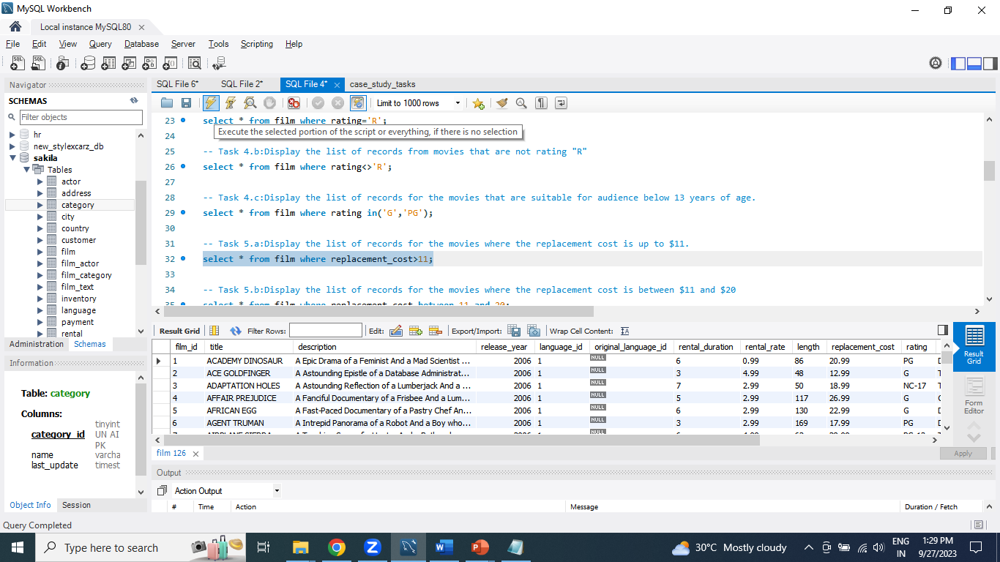 MySQL Workbench
Local instance MySQL80
File Edit View Query Database Server Tools Scripting Help
Navigator
SCHEMAS
Filter objects
hr
new_stylexcarz_db
sakila
Tables
actor
address
category
city
country
customer
film
film_actor
film_category
film_text
inventory
language
payment
rental
Administration Schemas
Information
Table: category
Columns:
tinyint
category_id UN AI
PK
name varcha
last_update timest
Object Info Session
SQL File 6* SQL File 2* SQL File 4* case_study_tasks
Limit to 1000 rows
23 select * from film where rating='R';
Execute the selected portion of the script or everything, if there is no selection
24
25 -- Task 4.b:Display the list of records from movies that are not rating "R"
26 select * from film where rating<>'R';
27
28 -- Task 4.c:Display the list of records for the movies that are suitable for audience below 13 years of age.
29 select * from film where rating in('G','PG');
30
31 -- Task 5.a:Display the list of records for the movies where the replacement cost is up to $11.
32 select * from film where replacement_cost>11;
33
34 -- Task 5.b:Display the list of records for the movies where the replacement cost is between $11 and $20
35 select * from film where replacement_cost between 11 and 20;
Result Grid Filter Rows: Edit: Export/Import: Wrap Cell Content:
film_id title description release_year language_id original_language_id rental_duration rental_rate length replacement_cost rating
1 ACADEMY DINOSAUR A Epic Drama of a Feminist And a Mad Scientist ... 2006 1 NULL 6 0.99 86 20.99 PG
2 ACE GOLDFINGER A Astounding Epistle of a Database Administrat... 2006 1 NULL 3 4.99 48 12.99 G
3 ADAPTATION HOLES A Astounding Reflection of a Lumberjack And a ... 2006 1 NULL 7 2.99 50 18.99 NC-17
4 AFFAIR PREJUDICE A Fanciful Documentary of a Frisbee And a Lum... 2006 1 NULL 5 2.99 117 26.99 G
5 AFRICAN EGG A Fast-Paced Documentary of a Pastry Chef An... 2006 1 NULL 6 2.99 130 22.99 G
6 AGENT TRUMAN A Intrepid Panorama of a Robot And a Boy who... 2006 1 NULL 3 2.99 169 17.99 PG
Result
Grid
Form
Editor
film 126
Apply
Output
Action Output
# Time Action Message Duration / Fetch
Query Completed
Type here to search
30°C Mostly cloudy
ENG
IN
1:29 PM
9/27/2023